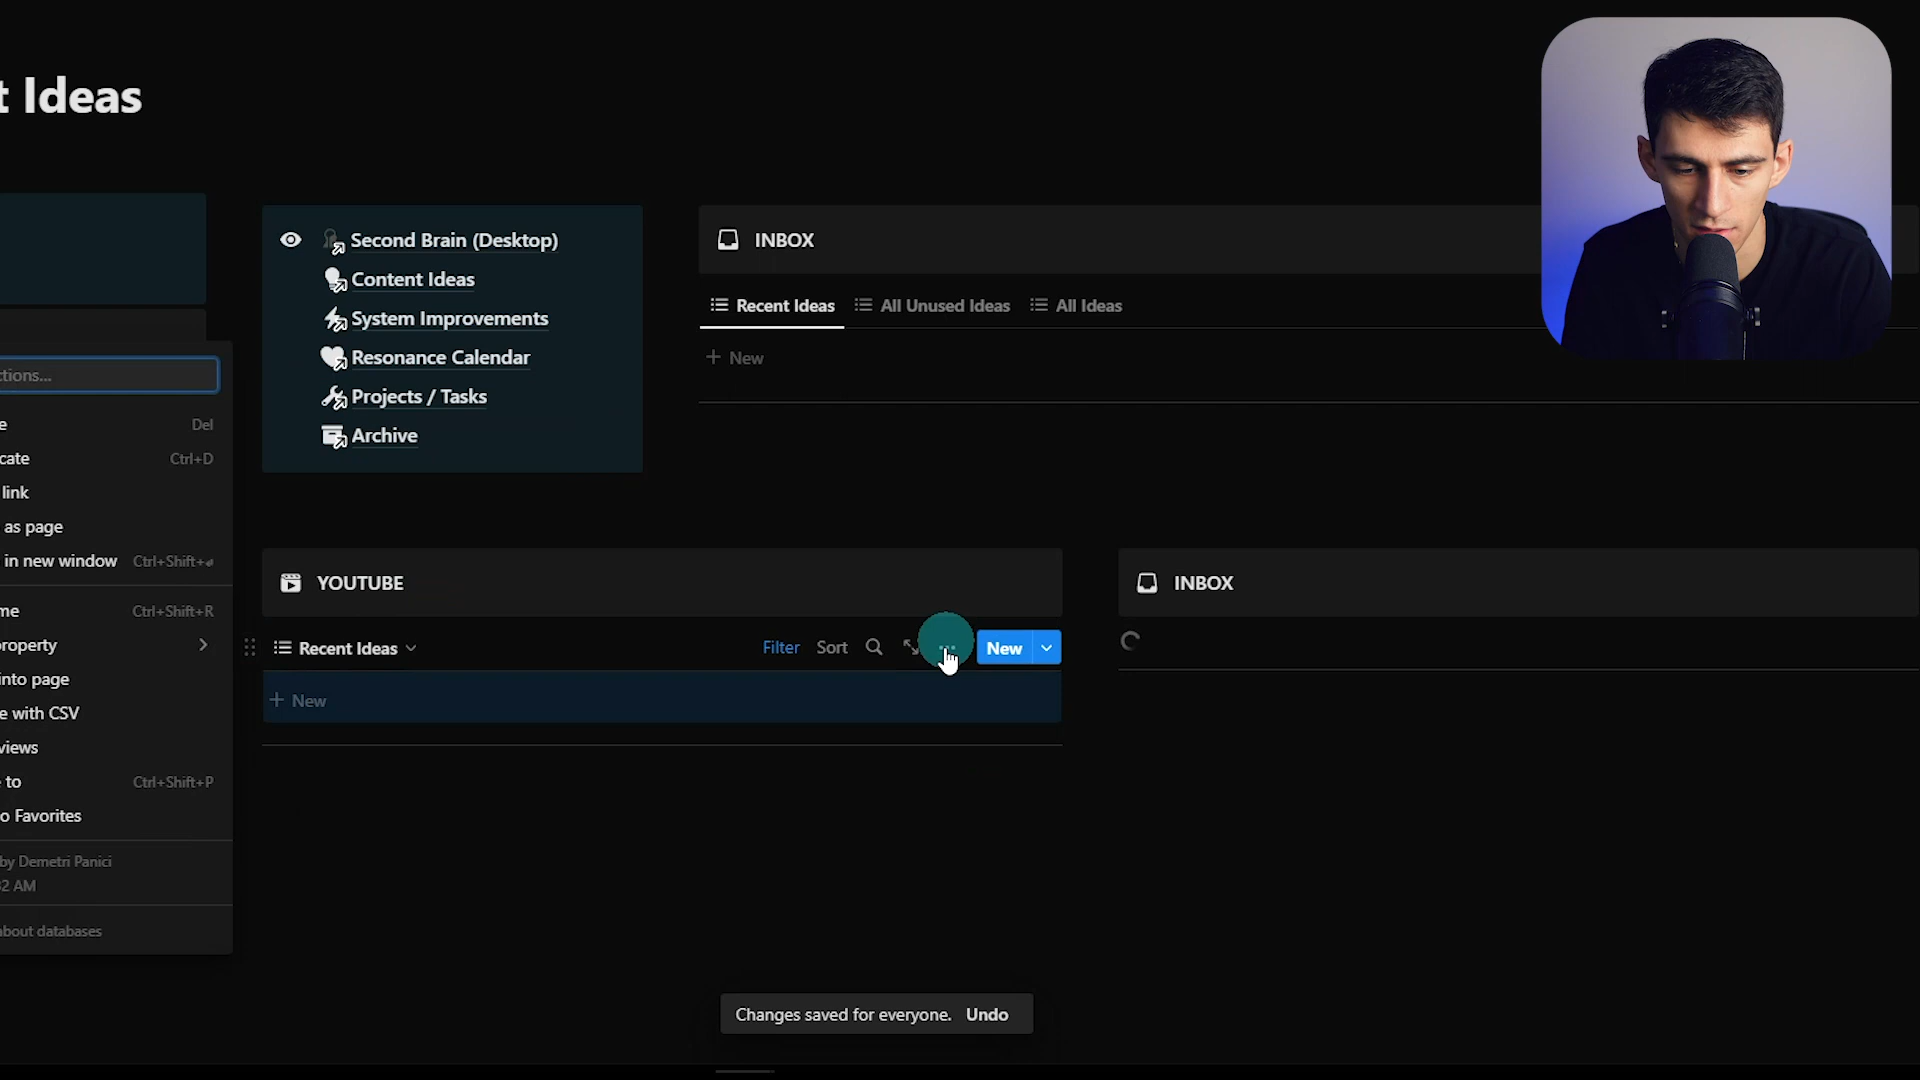 t Ideas
Second Brain (Desktop)
Content Ideas
System Improvements
Resonance Calendar
Projects / Tasks
Archive
INBOX
Recent Ideas All Unused Ideas All Ideas
+ New
tions...
e Del
cate Ctrl+D
link
as page
in new window Ctrl+Shift+↵
me Ctrl+Shift+R
property
into page
e with CSV
views
e to Ctrl+Shift+P
o Favorites
by Demetri Panici
32 AM
about databases
YOUTUBE
Recent Ideas Filter Sort New
+ New
INBOX
Changes saved for everyone. Undo